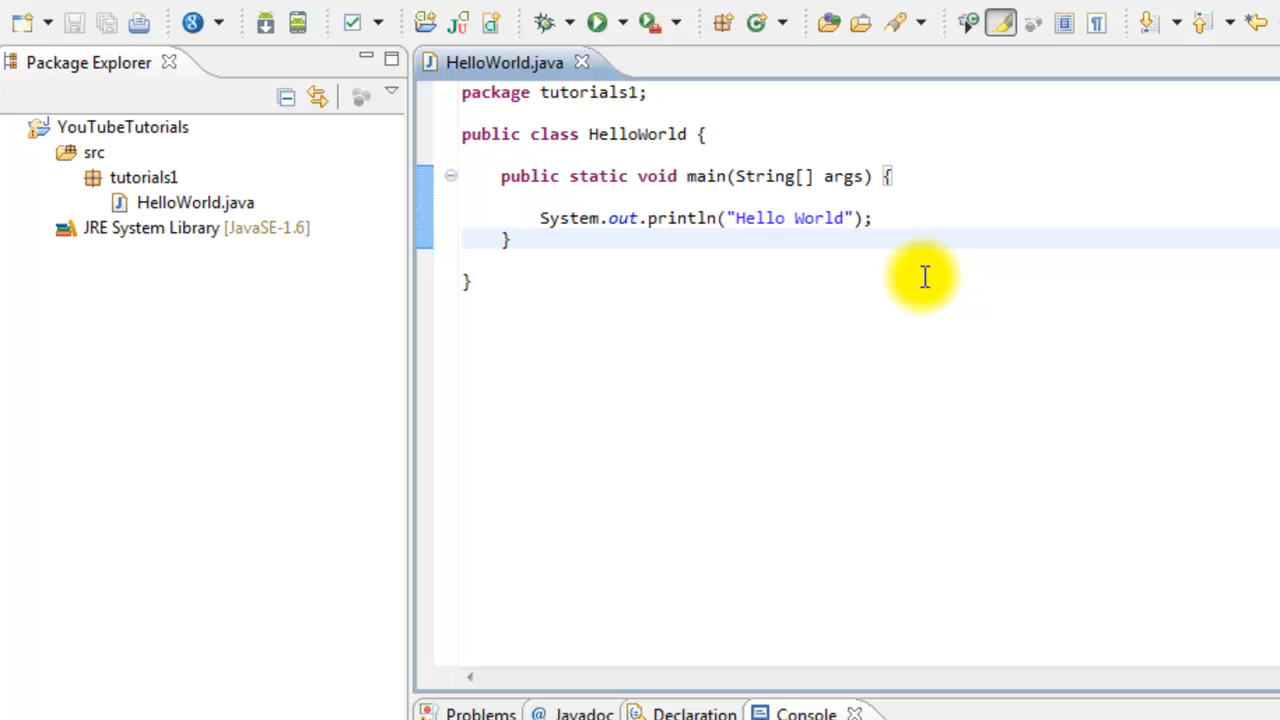 Package Explorer
YouTubeTutorials
src
tutorials1
HelloWorld.java
JRE System Library [JavaSE-1.6]
HelloWorld.java
package tutorials1;
public class HelloWorld {
public static void main(String[] args) {
System.out.println("Hello World");
}
}
Problems @ Javadoc Declaration Console